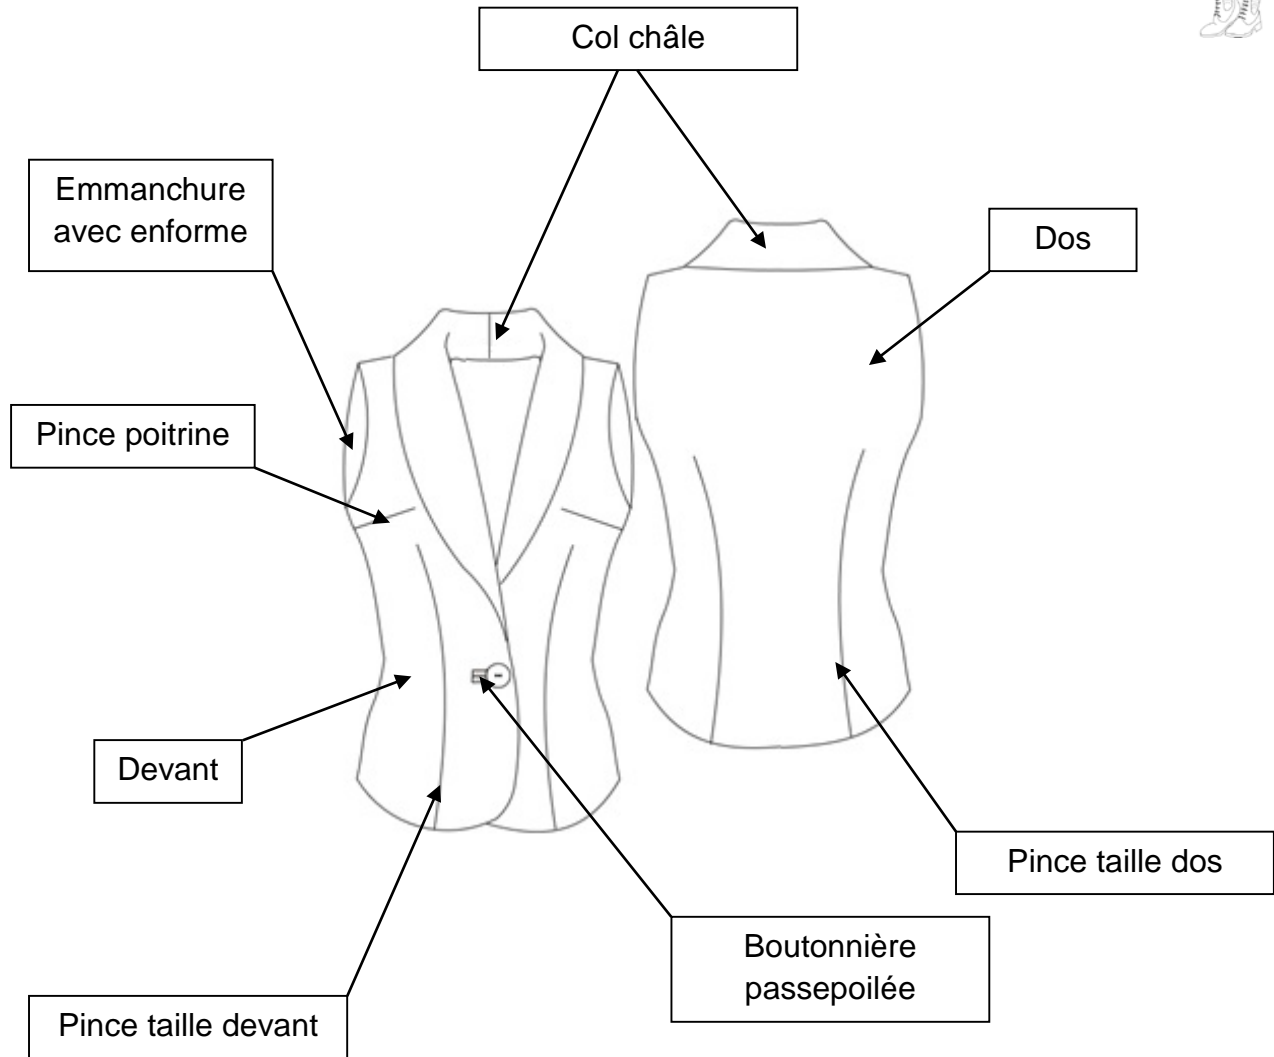 Col châle
Emmanchure
avec enforme
Dos
Pince poitrine
Devant
Pince taille dos
Boutonnière
passepoilée
Pince taille devant